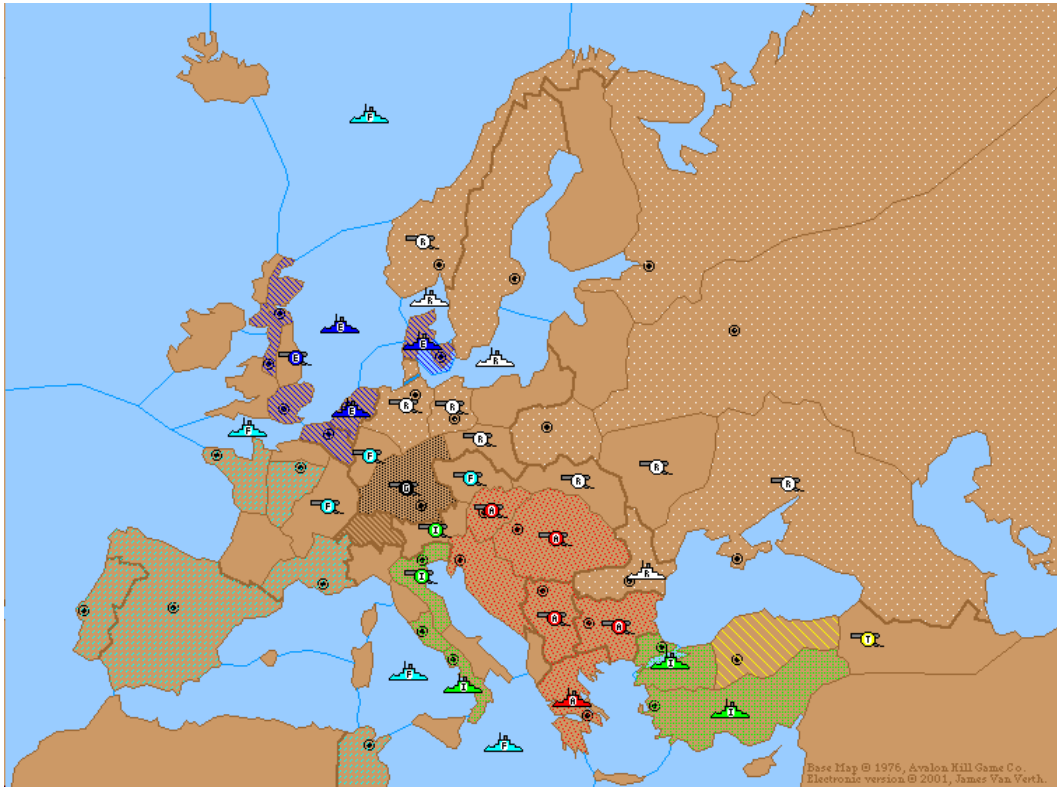 F
R
R
E
E
E
R
R
R
E
F
R
F
R
F
R
R
G
F
A
I
A
R
I
A
A
T
I
F
I
A
I
F
Base Map © 1976, Avalon Hill Game Co.
Electronic version © 2001, James Van Verth.